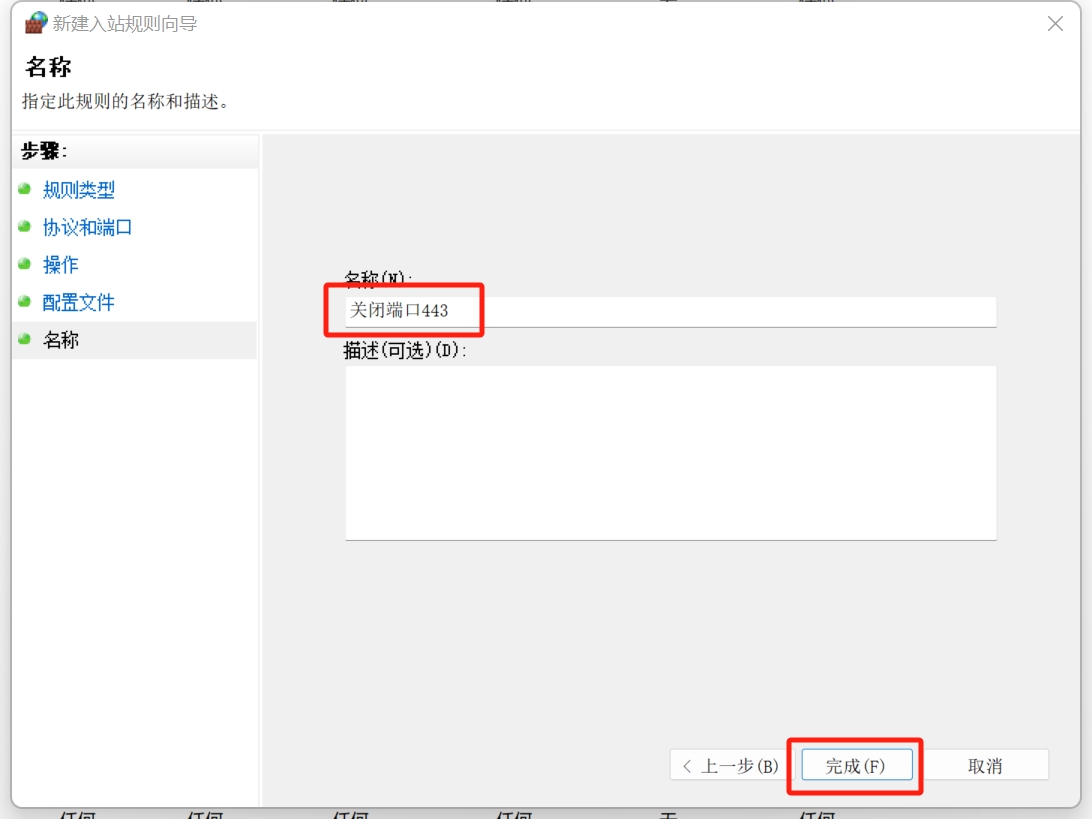 新建入站规则向导
名称
指定此规则的名称和描述。
步骤:
规则类型
协议和端口
操作
配置文件
名称
名称(N):
关闭端口443
描述(可选)(D):
< 上一步(B)
完成(F)
取消
任何 任何 任何 任何 无 任何